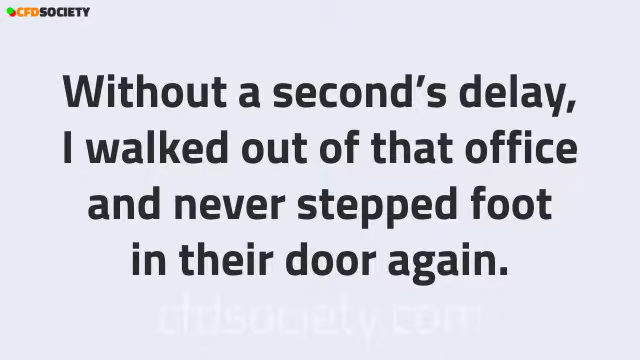 CFDSOCIETY
Without a second's delay,
I walked out of that office
and never stepped foot
in their door again.
cfdsociety.com